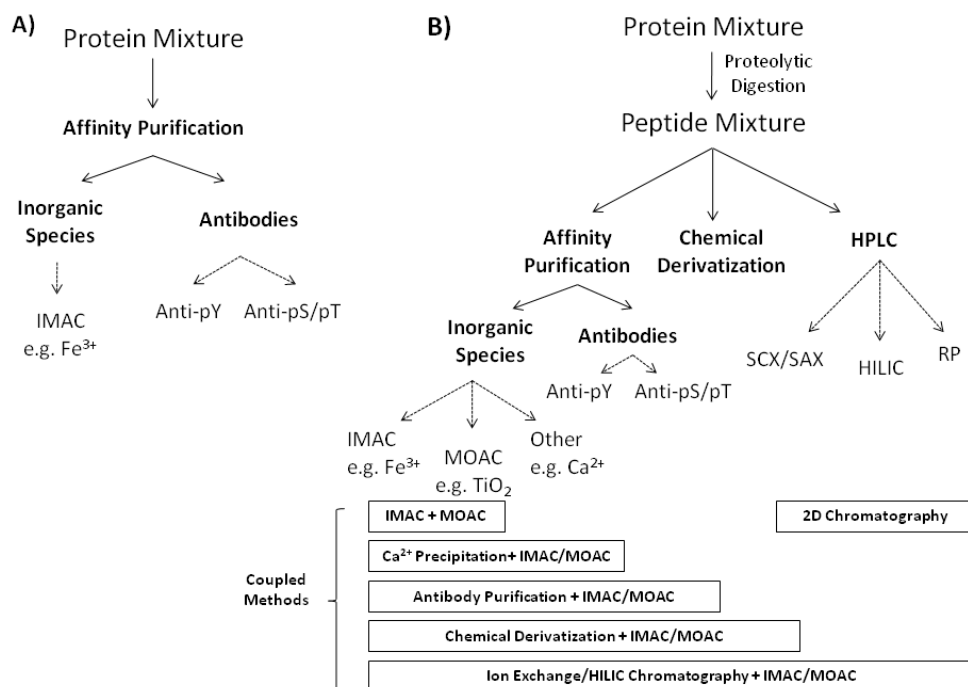 A)
Protein Mixture
Affinity Purification
Inorganic
Species
Antibodies
IMAC
e.g. Fe³⁺
Anti-pY
Anti-pS/pT
B)
Protein Mixture
Proteolytic
Digestion
Peptide Mixture
Affinity
Purification
Chemical
Derivatization
HPLC
Inorganic
Species
Antibodies
SCX/SAX
HILIC
RP
Anti-pY
Anti-pS/pT
IMAC
e.g. Fe³⁺
MOAC
e.g. TiO₂
Other
e.g. Ca²⁺
Coupled
Methods
IMAC + MOAC
2D Chromatography
Ca²⁺ Precipitation+ IMAC/MOAC
Antibody Purification + IMAC/MOAC
Chemical Derivatization + IMAC/MOAC
Ion Exchange/HILIC Chromatography + IMAC/MOAC